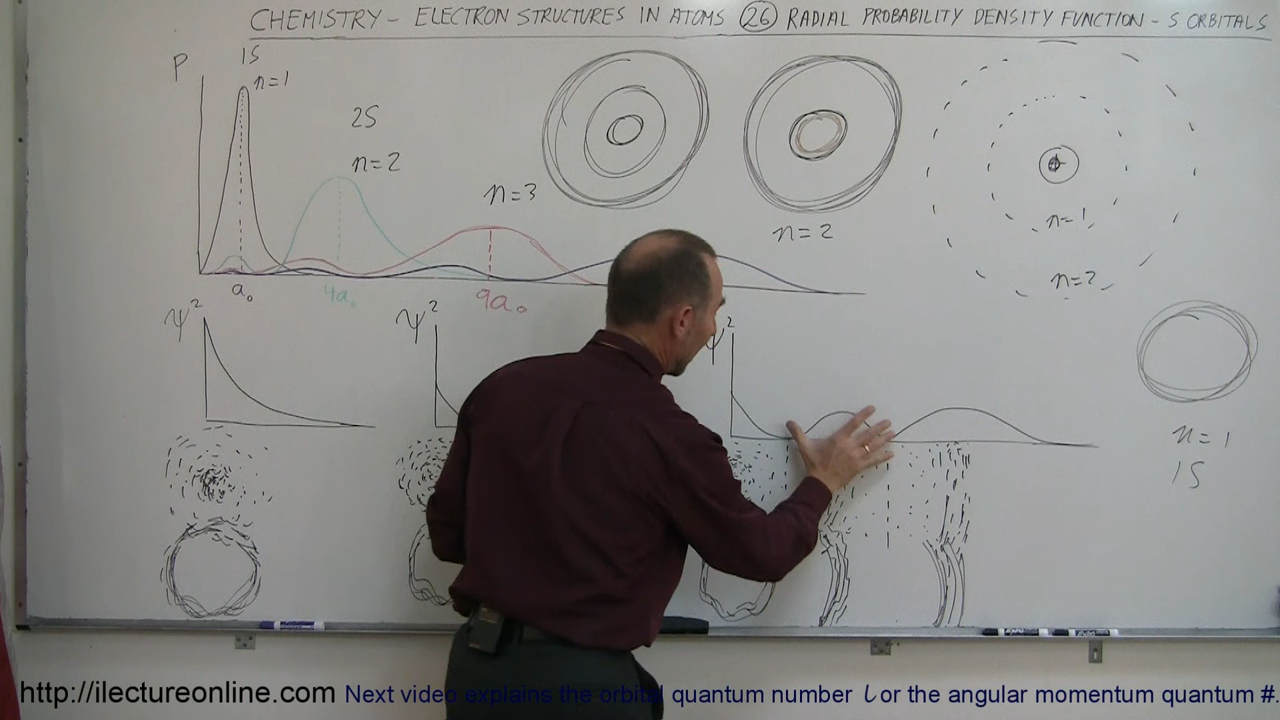 CHEMISTRY - ELECTRON STRUCTURES IN ATOMS 26 RADIAL PROBABILITY DENSITY FUNCTION - S ORBITALS
P
1S
n=1
2S
n=2
n=3
n=2
n=1
n=2
a₀
4a₀
9a₀
ψ²
ψ²
ψ²
n=1
1S
http://ilectureonline.com Next video explains the orbital quantum number ℓ or the angular momentum quantum #.